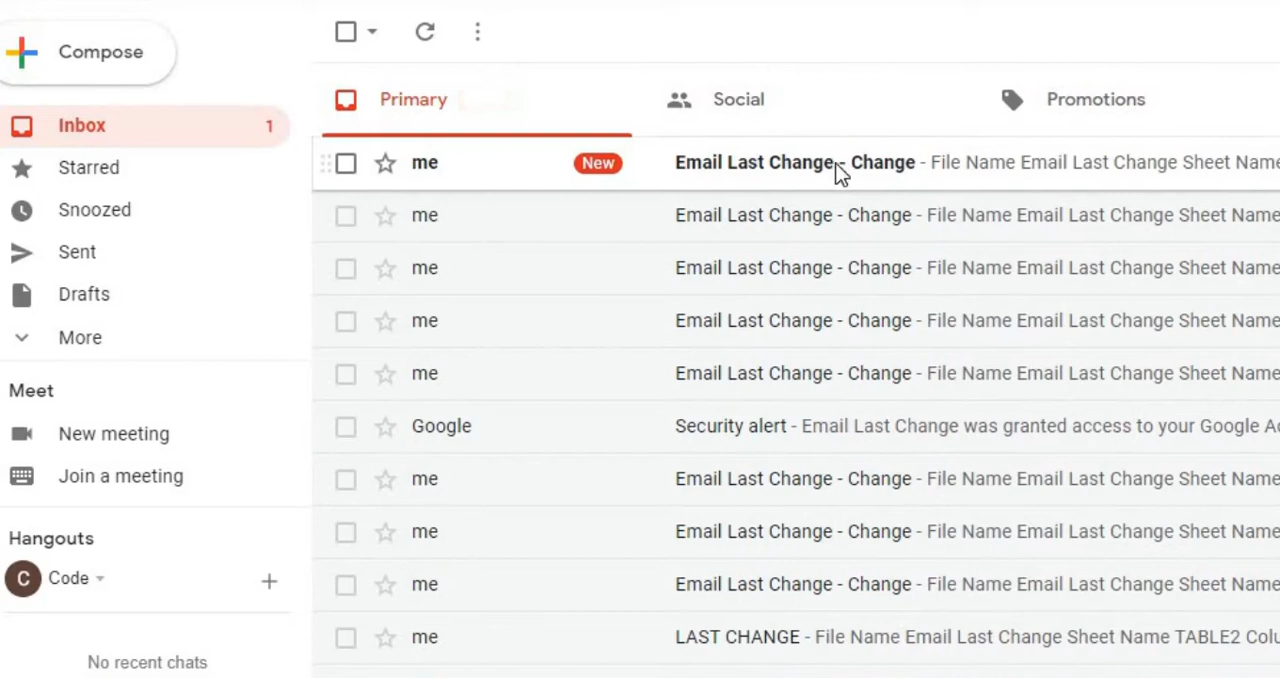 Compose
Inbox 1
Starred
Snoozed
Sent
Drafts
More
Meet
New meeting
Join a meeting
Hangouts
C Code
No recent chats
Primary Social Promotions
me New Email Last Change - Change - File Name Email Last Change Sheet Name
me Email Last Change - Change - File Name Email Last Change Sheet Name
me Email Last Change - Change - File Name Email Last Change Sheet Name
me Email Last Change - Change - File Name Email Last Change Sheet Name
me Email Last Change - Change - File Name Email Last Change Sheet Name
Google Security alert - Email Last Change was granted access to your Google
me Email Last Change - Change - File Name Email Last Change Sheet Name
me Email Last Change - Change - File Name Email Last Change Sheet Name
me Email Last Change - Change - File Name Email Last Change Sheet Name
me LAST CHANGE - File Name Email Last Change Sheet Name TABLE2